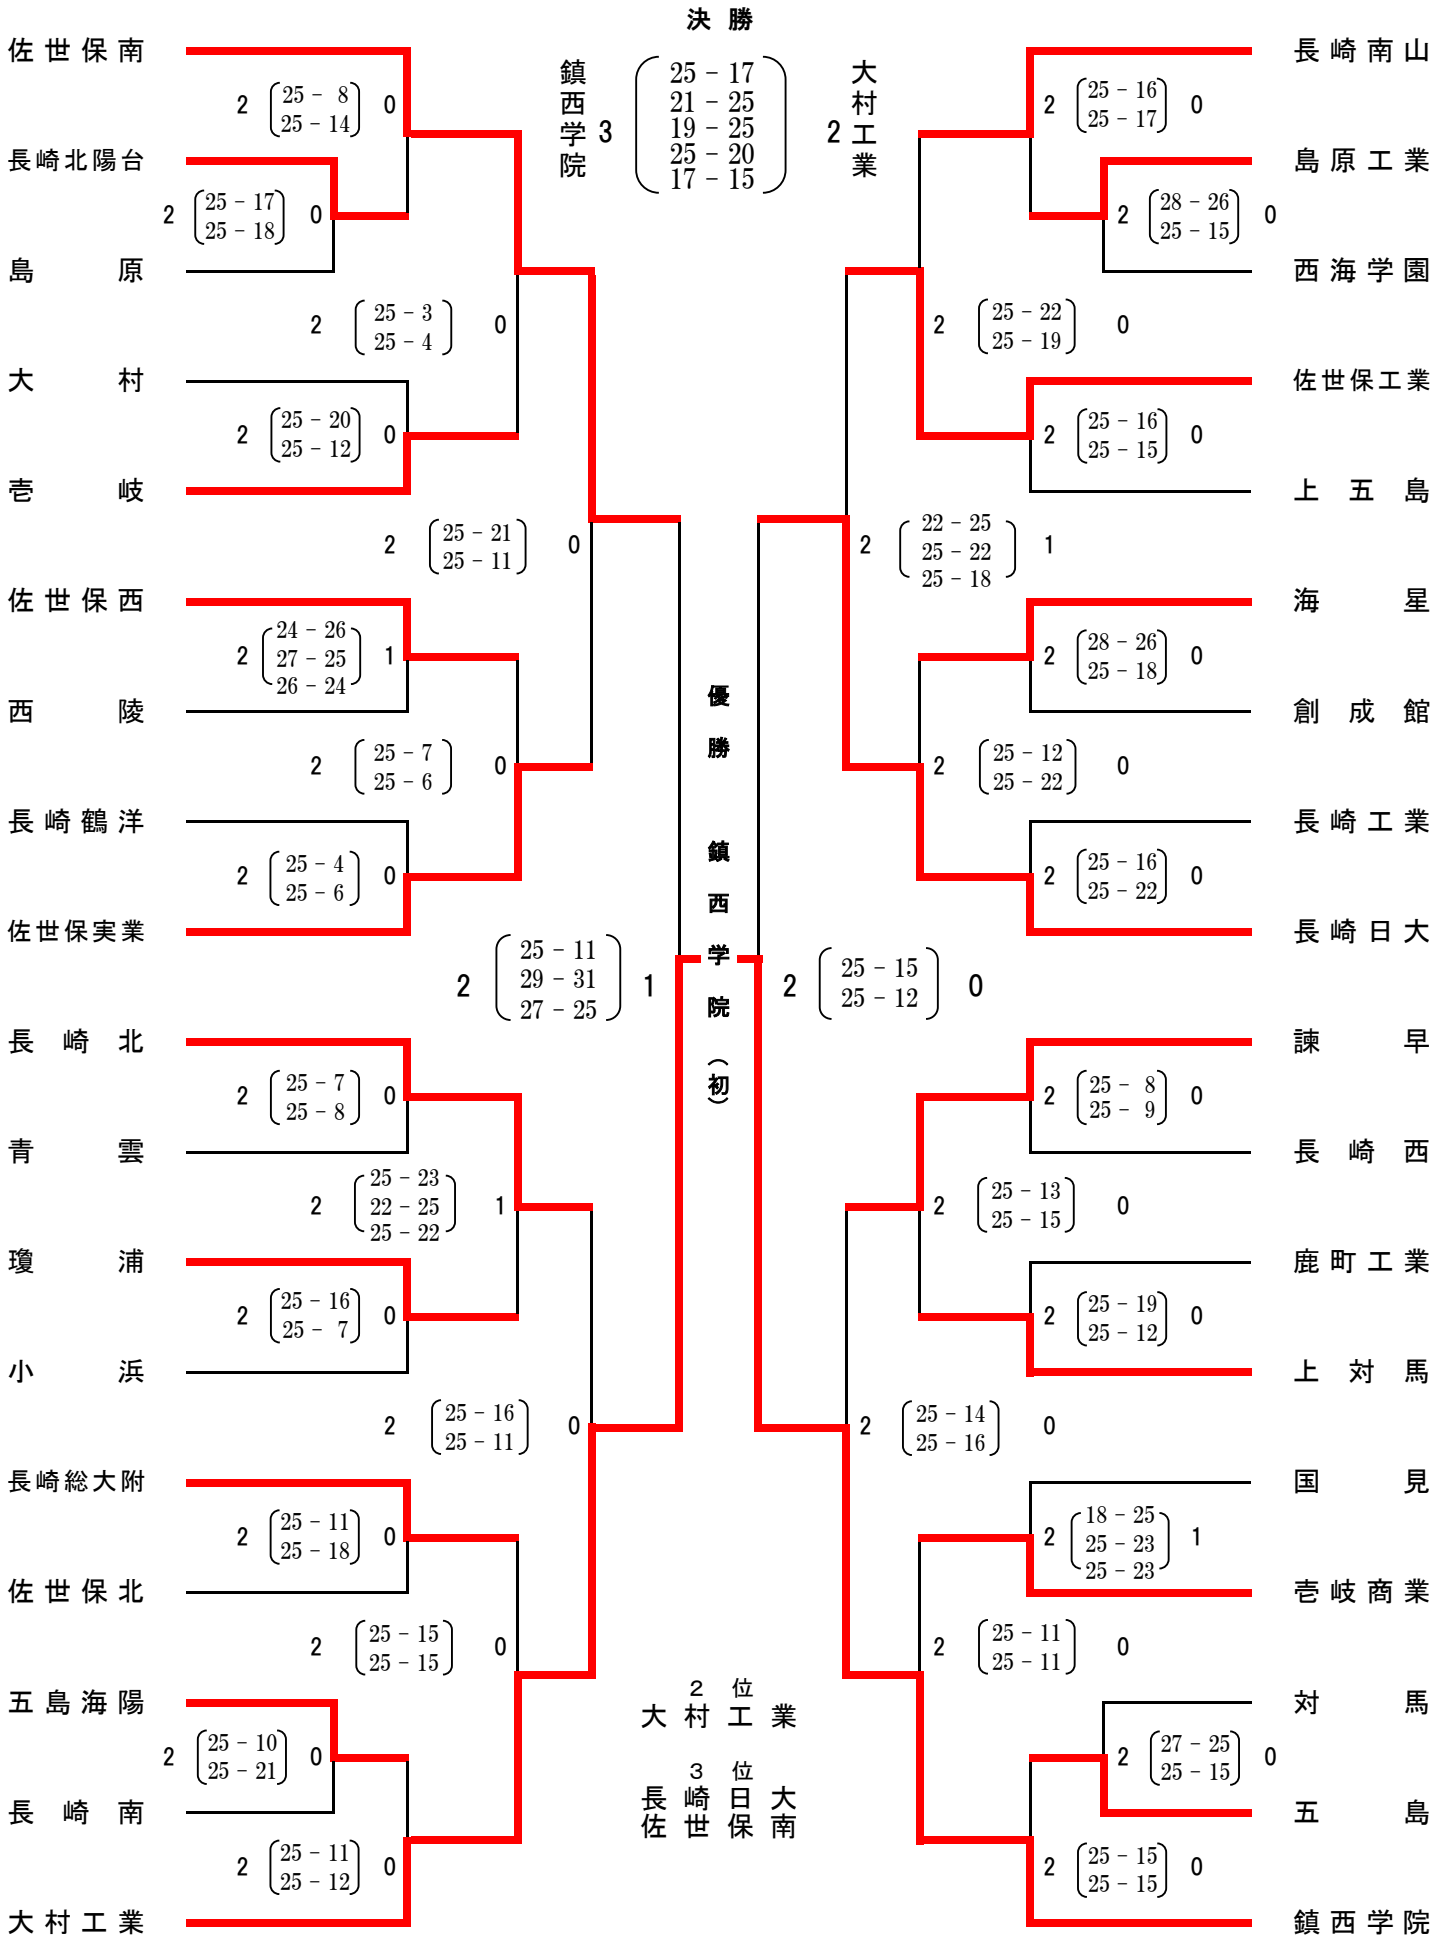 決勝
鎮西学院 3 25 - 17 2 大村工業
21 - 25
19 - 25
25 - 20
17 - 15
佐世保南
2 25 - 8 0
25 - 14
長崎北陽台
2 25 - 17 0
25 - 18
島原
2 25 - 3 0
25 - 4
大村
2 25 - 20 0
25 - 12
壱岐
2 25 - 21 0
25 - 11
佐世保西
2 24 - 26 1
27 - 25
26 - 24
西陵
2 25 - 7 0
25 - 6
長崎鶴洋
2 25 - 4 0
25 - 6
佐世保実業
2 25 - 11 1
29 - 31
27 - 25
長崎北
2 25 - 7 0
25 - 8
青雲
2 25 - 23 1
22 - 25
25 - 22
瓊浦
2 25 - 16 0
25 - 7
小浜
2 25 - 16 0
25 - 11
長崎総大附
2 25 - 11 0
25 - 18
佐世保北
2 25 - 15 0
25 - 15
五島海陽
2 25 - 10 0
25 - 21
長崎南
2 25 - 11 0
25 - 12
大村工業
優勝 鎮西学院(初)
2位
大村工業
3位
長崎日大
佐世保南
長崎南山
2 25 - 16 0
25 - 17
島原工業
2 28 - 26 0
25 - 15
西海学園
2 25 - 22 0
25 - 19
佐世保工業
2 25 - 16 0
25 - 15
上五島
2 22 - 25 1
25 - 22
25 - 18
海星
2 28 - 26 0
25 - 18
創成館
2 25 - 12 0
25 - 22
長崎工業
2 25 - 16 0
25 - 22
長崎日大
2 25 - 15 0
25 - 12
諫早
2 25 - 8 0
25 - 9
長崎西
2 25 - 13 0
25 - 15
鹿町工業
2 25 - 19 0
25 - 12
上対馬
2 25 - 14 0
25 - 16
国見
2 18 - 25 1
25 - 23
25 - 23
壱岐商業
2 25 - 11 0
25 - 11
対馬
2 27 - 25 0
25 - 15
五島
2 25 - 15 0
25 - 15
鎮西学院